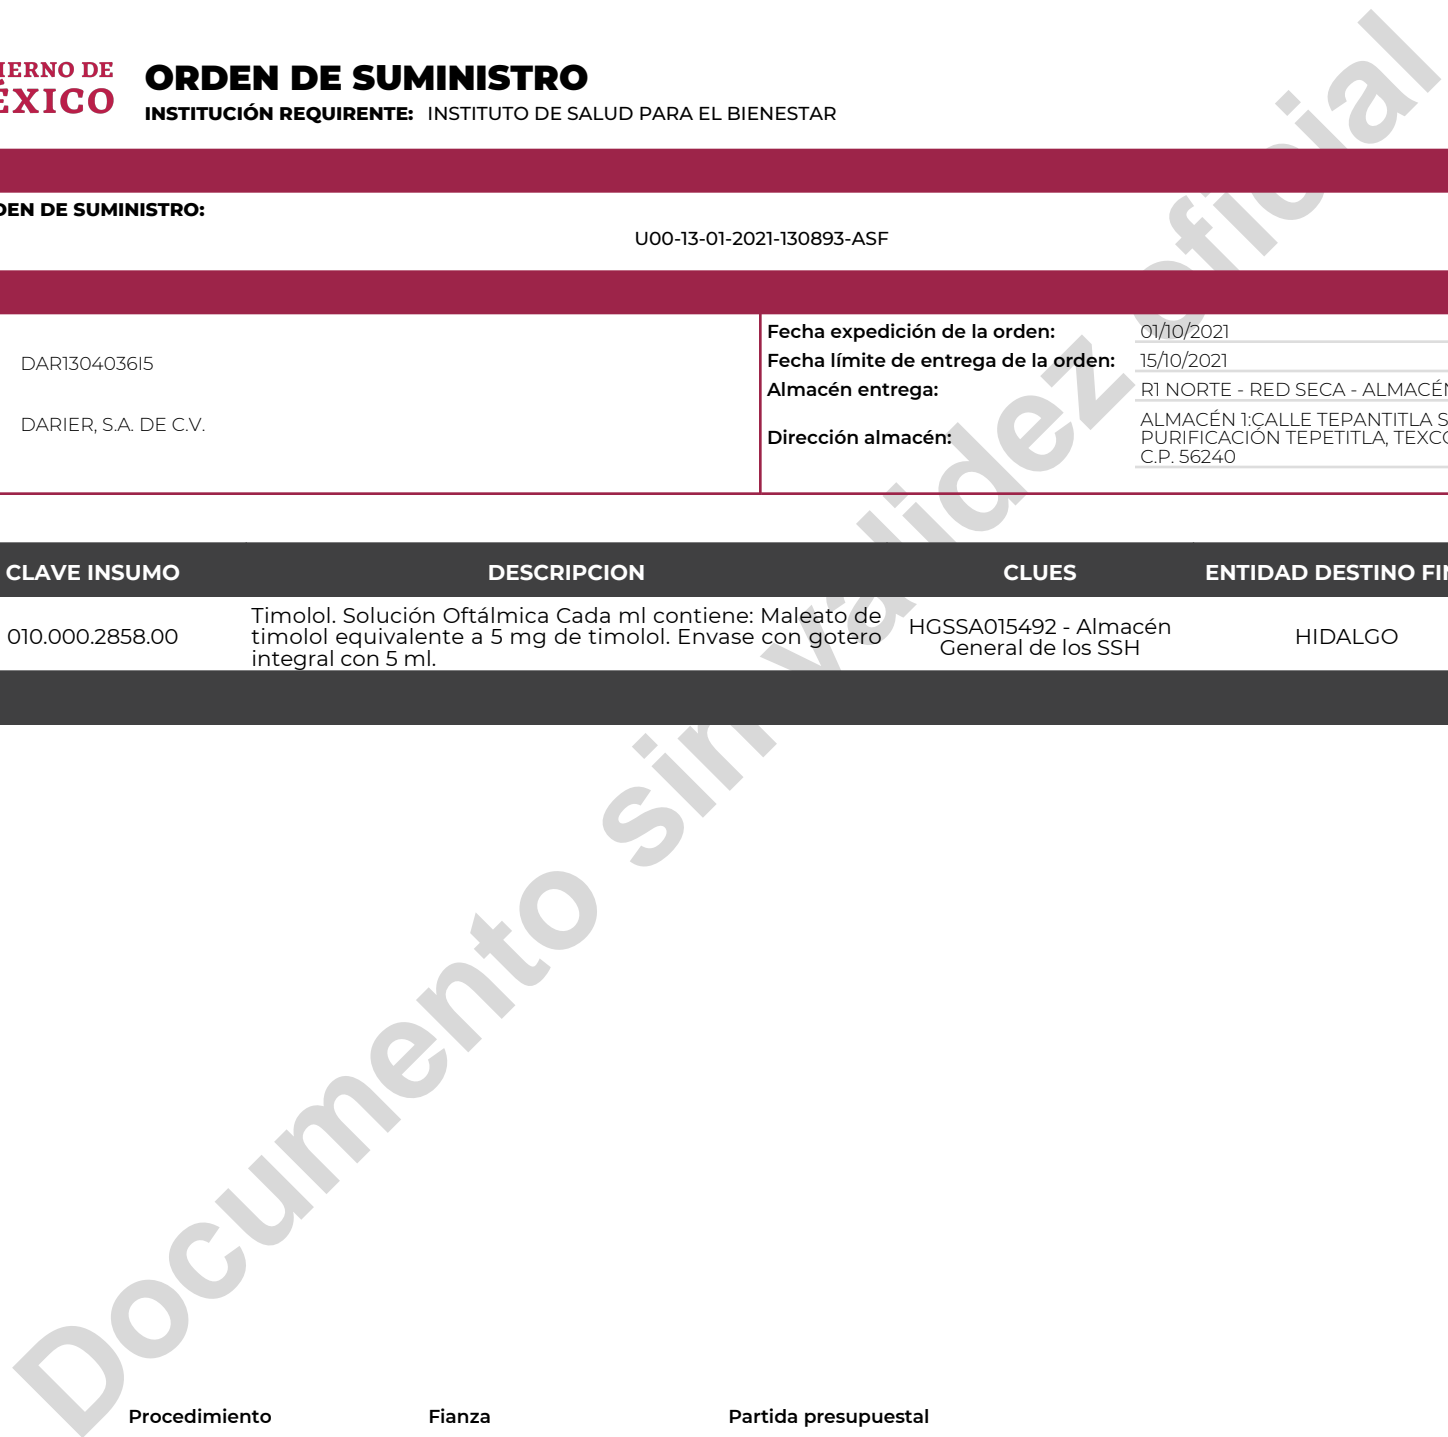 IERNO DE
ÉXICO
ORDEN DE SUMINISTRO
INSTITUCIÓN REQUIRENTE: INSTITUTO DE SALUD PARA EL BIENESTAR
DEN DE SUMINISTRO:
U00-13-01-2021-130893-ASF
DAR1304036I5
DARIER, S.A. DE C.V.
Fecha expedición de la orden: 01/10/2021
Fecha límite de entrega de la orden: 15/10/2021
Almacén entrega: R1 NORTE - RED SECA - ALMACÉN
Dirección almacén: ALMACÉN 1:CALLE TEPANTITLA S
PURIFICACIÓN TEPETITLA, TEXCO
C.P. 56240
CLAVE INSUMO DESCRIPCION CLUES ENTIDAD DESTINO FIN
010.000.2858.00
Timolol. Solución Oftálmica Cada ml contiene: Maleato de
timolol equivalente a 5 mg de timolol. Envase con gotero
integral con 5 ml.
HGSSA015492 - Almacén
General de los SSH
HIDALGO
Documento sin validez oficial
Procedimiento Fianza Partida presupuestal